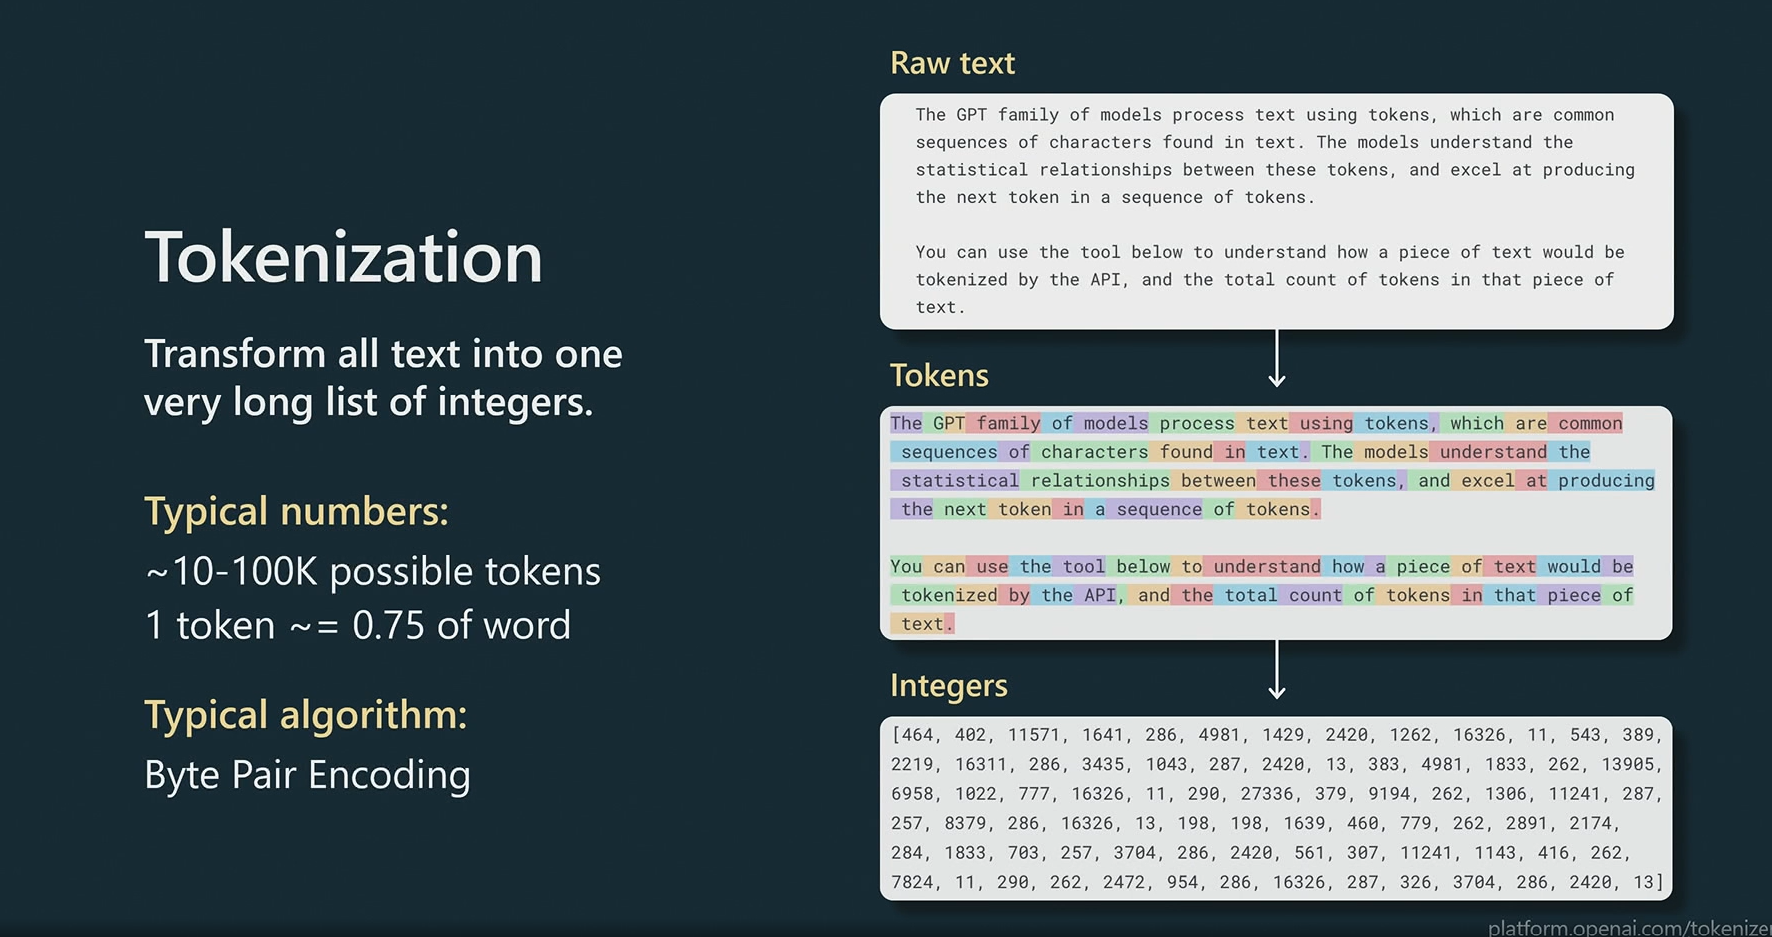 Tokenization
Transform all text into one
very long list of integers.
Typical numbers:
~10-100K possible tokens
1 token ~= 0.75 of word
Typical algorithm:
Byte Pair Encoding
Raw text
The GPT family of models process text using tokens, which are common
sequences of characters found in text. The models understand the
statistical relationships between these tokens, and excel at producing
the next token in a sequence of tokens.
You can use the tool below to understand how a piece of text would be
tokenized by the API, and the total count of tokens in that piece of
text.
Tokens
The GPT family of models process text using tokens, which are common
sequences of characters found in text. The models understand the
statistical relationships between these tokens, and excel at producing
the next token in a sequence of tokens.
You can use the tool below to understand how a piece of text would be
tokenized by the API, and the total count of tokens in that piece of
text.
Integers
[464, 402, 11571, 1641, 286, 4981, 1429, 2420, 1262, 16326, 11, 543, 389,
2219, 16311, 286, 3435, 1043, 287, 2420, 13, 383, 4981, 1833, 262, 13905,
6958, 1022, 777, 16326, 11, 290, 27336, 379, 9194, 262, 1306, 11241, 287,
257, 8379, 286, 16326, 13, 198, 198, 1639, 460, 779, 262, 2891, 2174,
284, 1833, 703, 257, 3704, 286, 2420, 561, 307, 11241, 1143, 416, 262,
7824, 11, 290, 262, 2472, 954, 286, 16326, 287, 326, 3704, 286, 2420, 13]
platform.openai.com/tokenizer